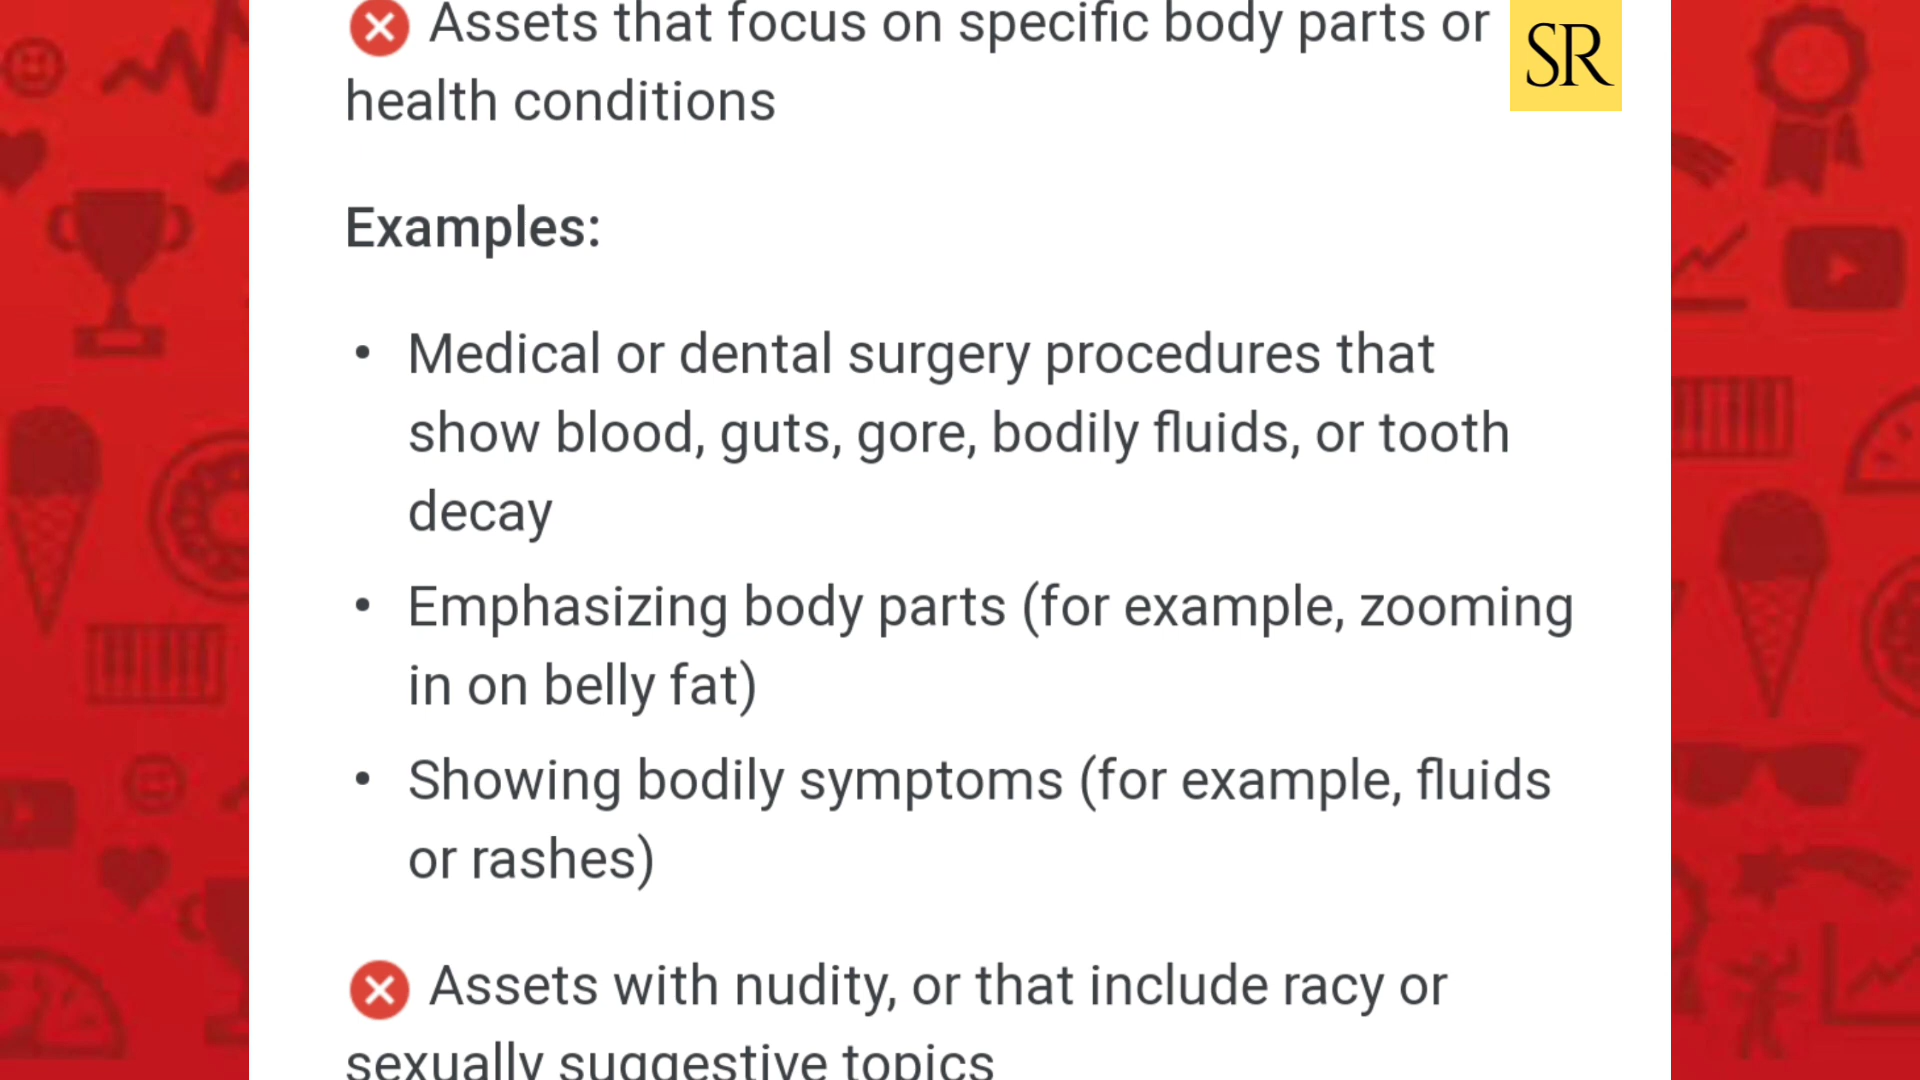 Assets that focus on specific body parts or
SR
health conditions
Examples:
• Medical or dental surgery procedures that
show blood, guts, gore, bodily fluids, or tooth
decay
• Emphasizing body parts (for example, zooming
in on belly fat)
• Showing bodily symptoms (for example, fluids
or rashes)
Assets with nudity, or that include racy or
sexually suggestive topics